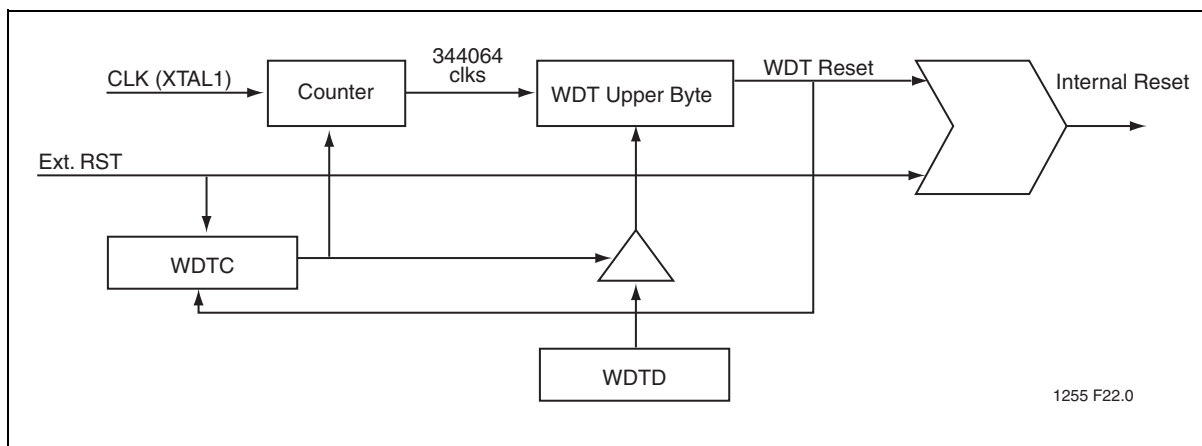 344064
clks
CLK (XTAL1)
Counter
WDT Upper Byte
WDT Reset
Internal Reset
Ext. RST
WDTC
WDTD
1255 F22.0